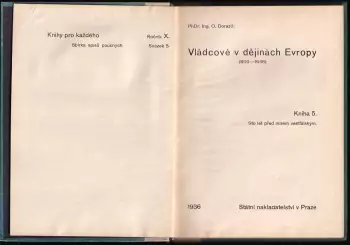 Knihy pro každého
Ročník X.
Sbírka spisů poučných
Svazek 5
PhDr. Ing. O. Dorazil:
Vládcové v dějinách Evropy
Kniha 5.
Sto let před mírem vestfálským.
1936
Státní nakladatelství v Praze